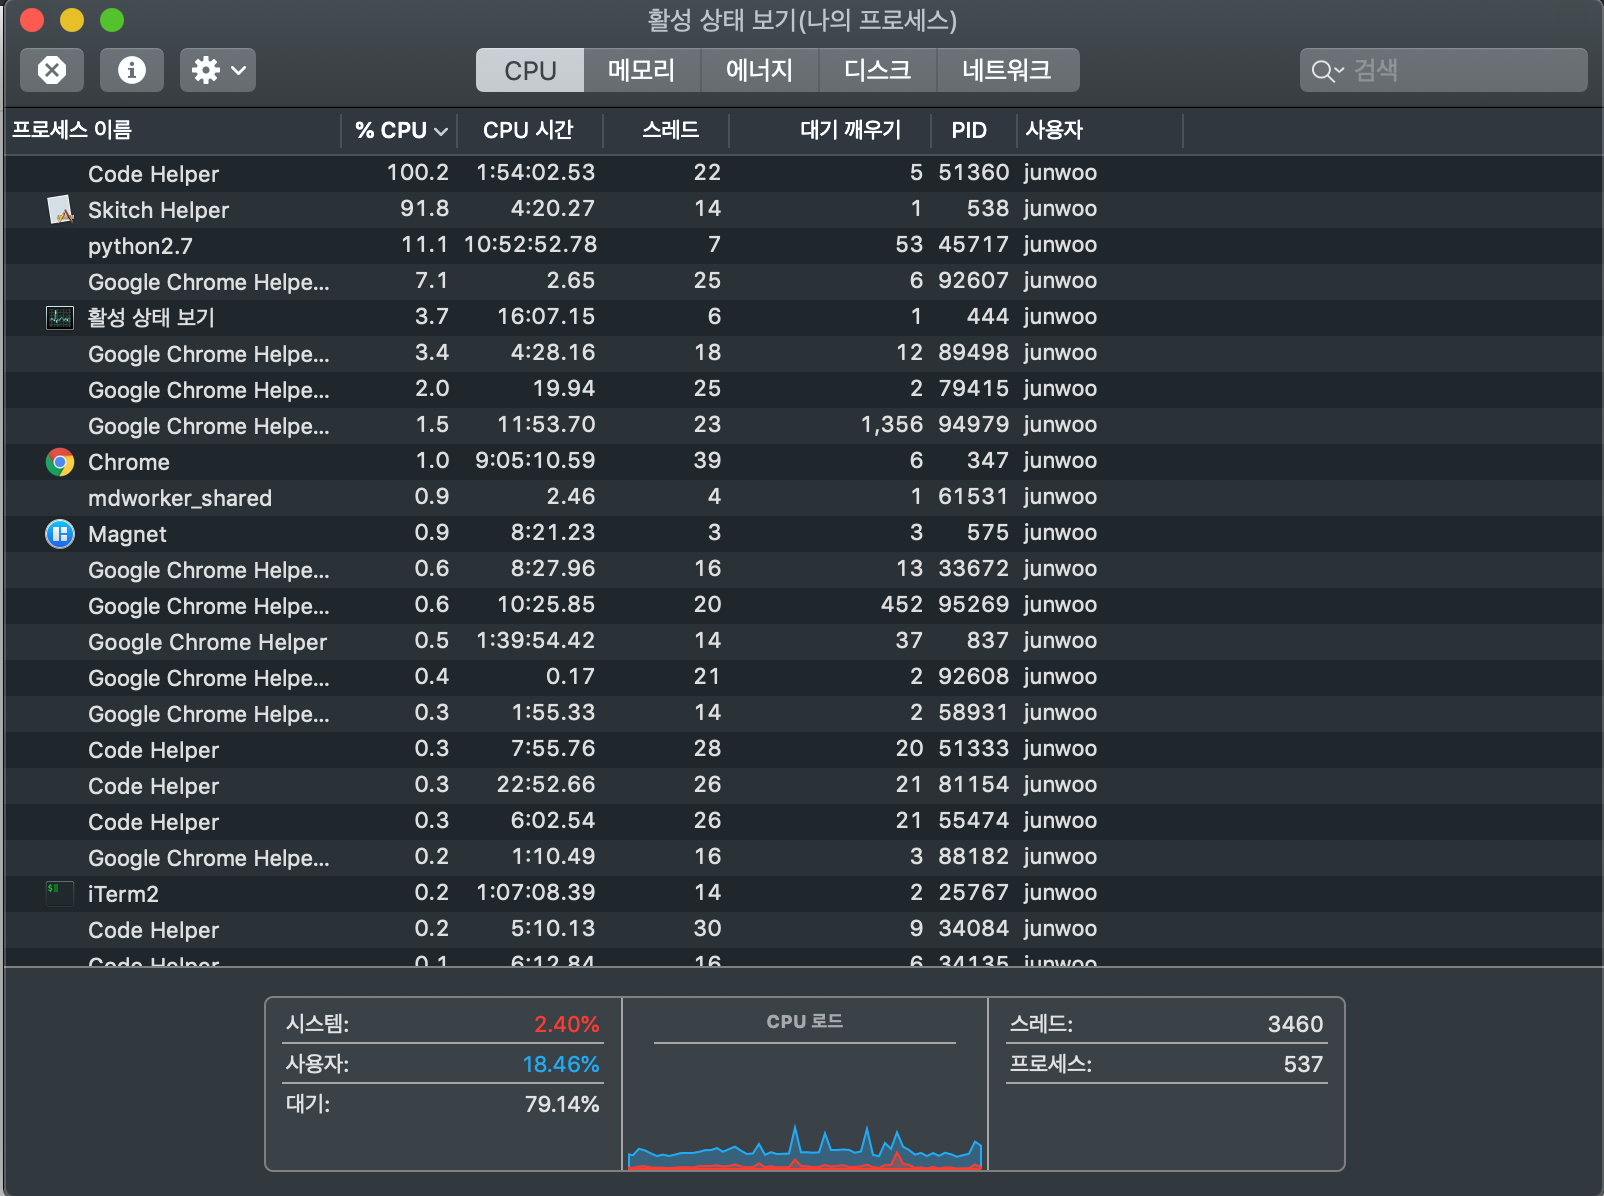 활성 상태 보기(나의 프로세스)
CPU 메모리 에너지 디스크 네트워크 검색
프로세스 이름 % CPU CPU 시간 스레드 대기 깨우기 PID 사용자
Code Helper 100.2 1:54:02.53 22 5 51360 junwoo
Skitch Helper 91.8 4:20.27 14 1 538 junwoo
python2.7 11.1 10:52:52.78 7 53 45717 junwoo
Google Chrome Helpe... 7.1 2.65 25 6 92607 junwoo
활성 상태 보기 3.7 16:07.15 6 1 444 junwoo
Google Chrome Helpe... 3.4 4:28.16 18 12 89498 junwoo
Google Chrome Helpe... 2.0 19.94 25 2 79415 junwoo
Google Chrome Helpe... 1.5 11:53.70 23 1,356 94979 junwoo
Chrome 1.0 9:05:10.59 39 6 347 junwoo
mdworker_shared 0.9 2.46 4 1 61531 junwoo
Magnet 0.9 8:21.23 3 3 575 junwoo
Google Chrome Helpe... 0.6 8:27.96 16 13 33672 junwoo
Google Chrome Helpe... 0.6 10:25.85 20 452 95269 junwoo
Google Chrome Helper 0.5 1:39:54.42 14 37 837 junwoo
Google Chrome Helpe... 0.4 0.17 21 2 92608 junwoo
Google Chrome Helpe... 0.3 1:55.33 14 2 58931 junwoo
Code Helper 0.3 7:55.76 28 20 51333 junwoo
Code Helper 0.3 22:52.66 26 21 81154 junwoo
Code Helper 0.3 6:02.54 26 21 55474 junwoo
Google Chrome Helpe... 0.2 1:10.49 16 3 88182 junwoo
iTerm2 0.2 1:07:08.39 14 2 25767 junwoo
Code Helper 0.2 5:10.13 30 9 34084 junwoo
Code Helper 0.1 6:12.84 16 6 34135 junwoo
시스템: 2.40% CPU 로드 스레드: 3460
사용자: 18.46% 프로세스: 537
대기: 79.14%